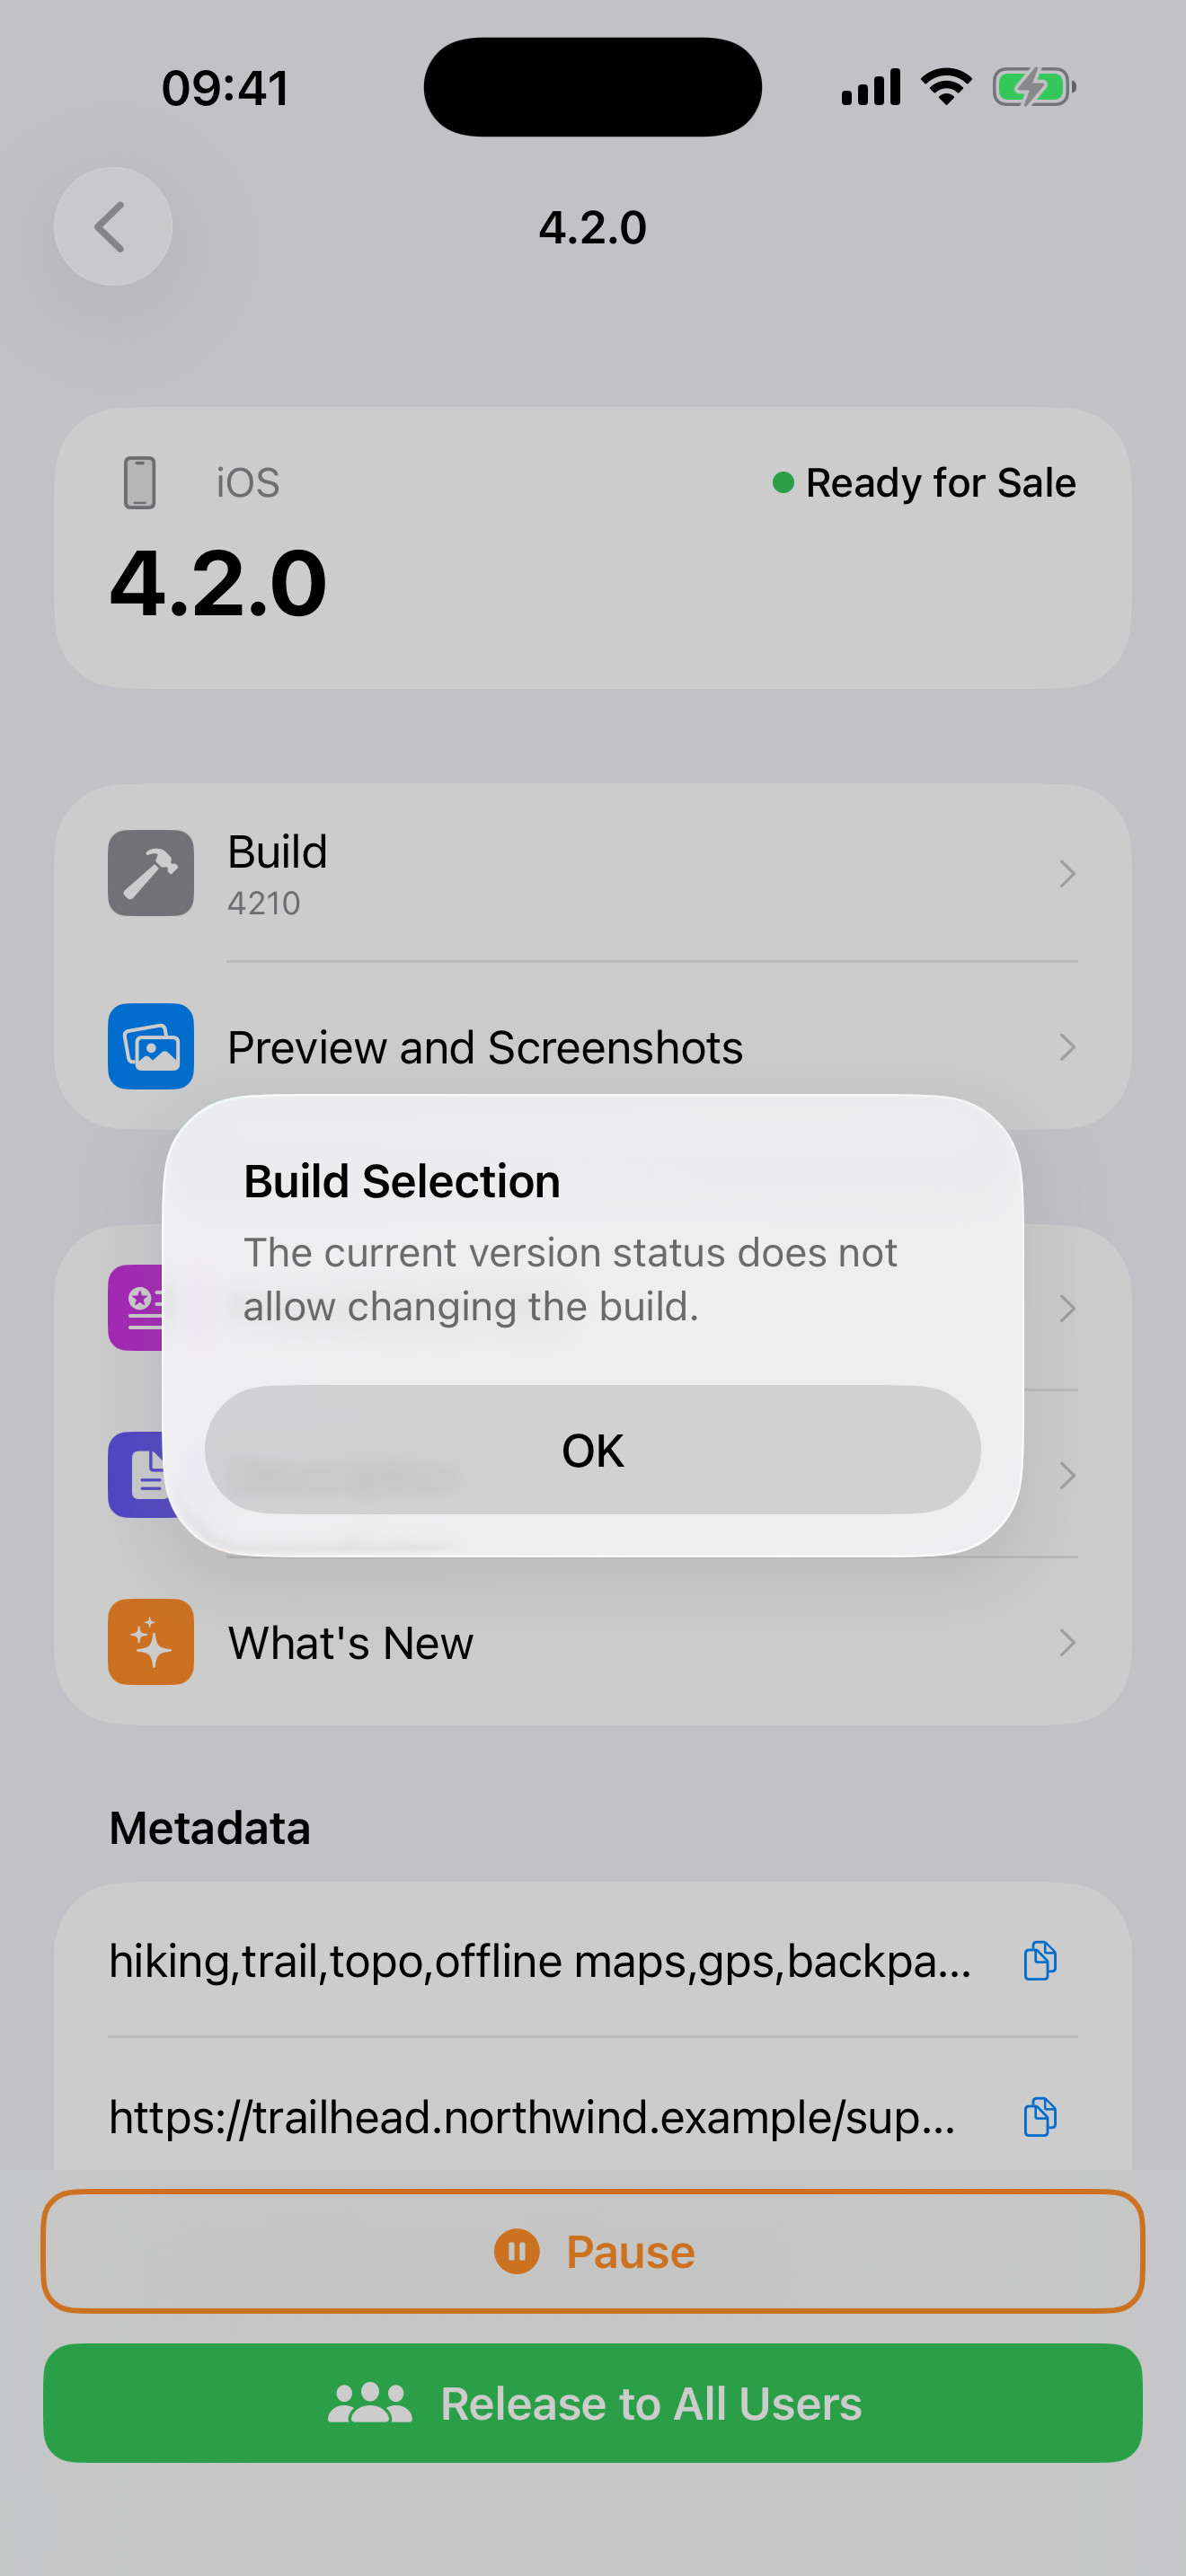 09:41
4.2.0
iOS
Ready for Sale
4.2.0
Build
4210
Preview and Screenshots
Build Selection
The current version status does not
allow changing the build.
OK
What's New
Metadata
hiking,trail,topo,offline maps,gps,backpa...
https://trailhead.northwind.example/sup...
Pause
Release to All Users